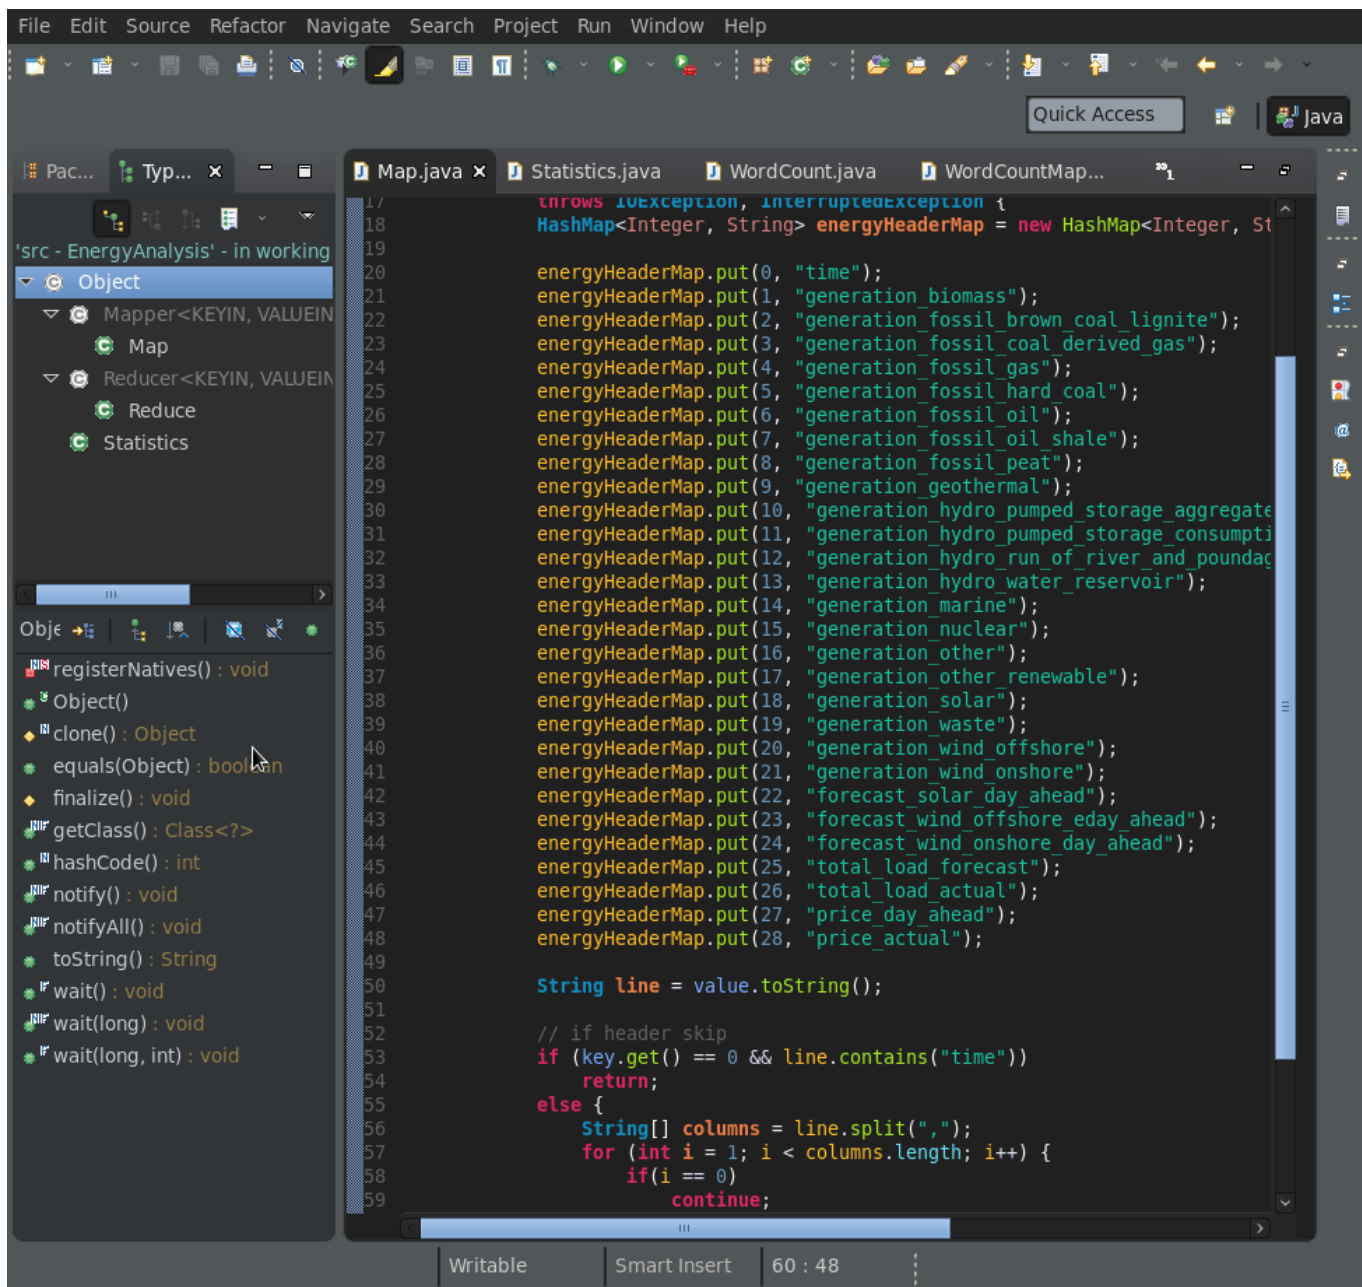 File Edit Source Refactor Navigate Search Project Run Window Help
Quick Access
Java
Pac...
Typ...
Map.java
Statistics.java
WordCount.java
WordCountMap...
'src - EnergyAnalysis' - in working
Object
Mapper<KEYIN, VALUEIN
Map
Reducer<KEYIN, VALUEIN
Reduce
Statistics
Obje
registerNatives() : void
Object()
clone() : Object
equals(Object) : boolean
finalize() : void
getClass() : Class<?>
hashCode() : int
notify() : void
notifyAll() : void
toString() : String
wait() : void
wait(long) : void
wait(long, int) : void
17 throws IOException, InterruptedException {
18 HashMap<Integer, String> energyHeaderMap = new HashMap<Integer, St
19
20 energyHeaderMap.put(0, "time");
21 energyHeaderMap.put(1, "generation_biomass");
22 energyHeaderMap.put(2, "generation_fossil_brown_coal_lignite");
23 energyHeaderMap.put(3, "generation_fossil_coal_derived_gas");
24 energyHeaderMap.put(4, "generation_fossil_gas");
25 energyHeaderMap.put(5, "generation_fossil_hard_coal");
26 energyHeaderMap.put(6, "generation_fossil_oil");
27 energyHeaderMap.put(7, "generation_fossil_oil_shale");
28 energyHeaderMap.put(8, "generation_fossil_peat");
29 energyHeaderMap.put(9, "generation_geothermal");
30 energyHeaderMap.put(10, "generation_hydro_pumped_storage_aggregate
31 energyHeaderMap.put(11, "generation_hydro_pumped_storage_consumpti
32 energyHeaderMap.put(12, "generation_hydro_run_of_river_and_poundag
33 energyHeaderMap.put(13, "generation_hydro_water_reservoir");
34 energyHeaderMap.put(14, "generation_marine");
35 energyHeaderMap.put(15, "generation_nuclear");
36 energyHeaderMap.put(16, "generation_other");
37 energyHeaderMap.put(17, "generation_other_renewable");
38 energyHeaderMap.put(18, "generation_solar");
39 energyHeaderMap.put(19, "generation_waste");
40 energyHeaderMap.put(20, "generation_wind_offshore");
41 energyHeaderMap.put(21, "generation_wind_onshore");
42 energyHeaderMap.put(22, "forecast_solar_day_ahead");
43 energyHeaderMap.put(23, "forecast_wind_offshore_eday_ahead");
44 energyHeaderMap.put(24, "forecast_wind_onshore_day_ahead");
45 energyHeaderMap.put(25, "total_load_forecast");
46 energyHeaderMap.put(26, "total_load_actual");
47 energyHeaderMap.put(27, "price_day_ahead");
48 energyHeaderMap.put(28, "price_actual");
49
50 String line = value.toString();
51
52 // if header skip
53 if (key.get() == 0 && line.contains("time"))
54 return;
55 else {
56 String[] columns = line.split(",");
57 for (int i = 1; i < columns.length; i++) {
58 if(i == 0)
59 continue;
Writable
Smart Insert
60 : 48